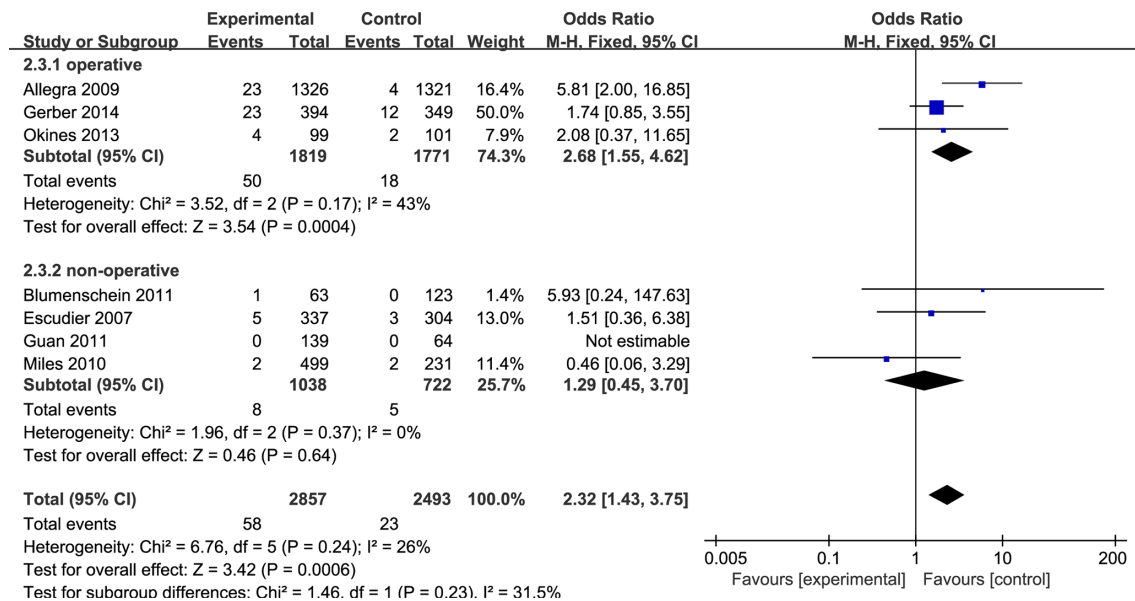 Experimental Control Odds Ratio Odds Ratio
Study or Subgroup Events Total Events Total Weight M-H, Fixed, 95% CI M-H, Fixed, 95% CI
2.3.1 operative
Allegra 2009 23 1326 4 1321 16.4% 5.81 [2.00, 16.85]
Gerber 2014 23 394 12 349 50.0% 1.74 [0.85, 3.55]
Okines 2013 4 99 2 101 7.9% 2.08 [0.37, 11.65]
Subtotal (95% CI) 1819 1771 74.3% 2.68 [1.55, 4.62]
Total events 50 18
Heterogeneity: Chi² = 3.52, df = 2 (P = 0.17); I² = 43%
Test for overall effect: Z = 3.54 (P = 0.0004)
2.3.2 non-operative
Blumenschein 2011 1 63 0 123 1.4% 5.93 [0.24, 147.63]
Escudier 2007 5 337 3 304 13.0% 1.51 [0.36, 6.38]
Guan 2011 0 139 0 64 Not estimable
Miles 2010 2 499 2 231 11.4% 0.46 [0.06, 3.29]
Subtotal (95% CI) 1038 722 25.7% 1.29 [0.45, 3.70]
Total events 8 5
Heterogeneity: Chi² = 1.96, df = 2 (P = 0.37); I² = 0%
Test for overall effect: Z = 0.46 (P = 0.64)
Total (95% CI) 2857 2493 100.0% 2.32 [1.43, 3.75]
Total events 58 23
Heterogeneity: Chi² = 6.76, df = 5 (P = 0.24); I² = 26%
Test for overall effect: Z = 3.42 (P = 0.0006)
Test for subgroup differences: Chi² = 1.46, df = 1 (P = 0.23), I² = 31.5%
0.005 0.1 1 10 200
Favours [experimental] Favours [control]